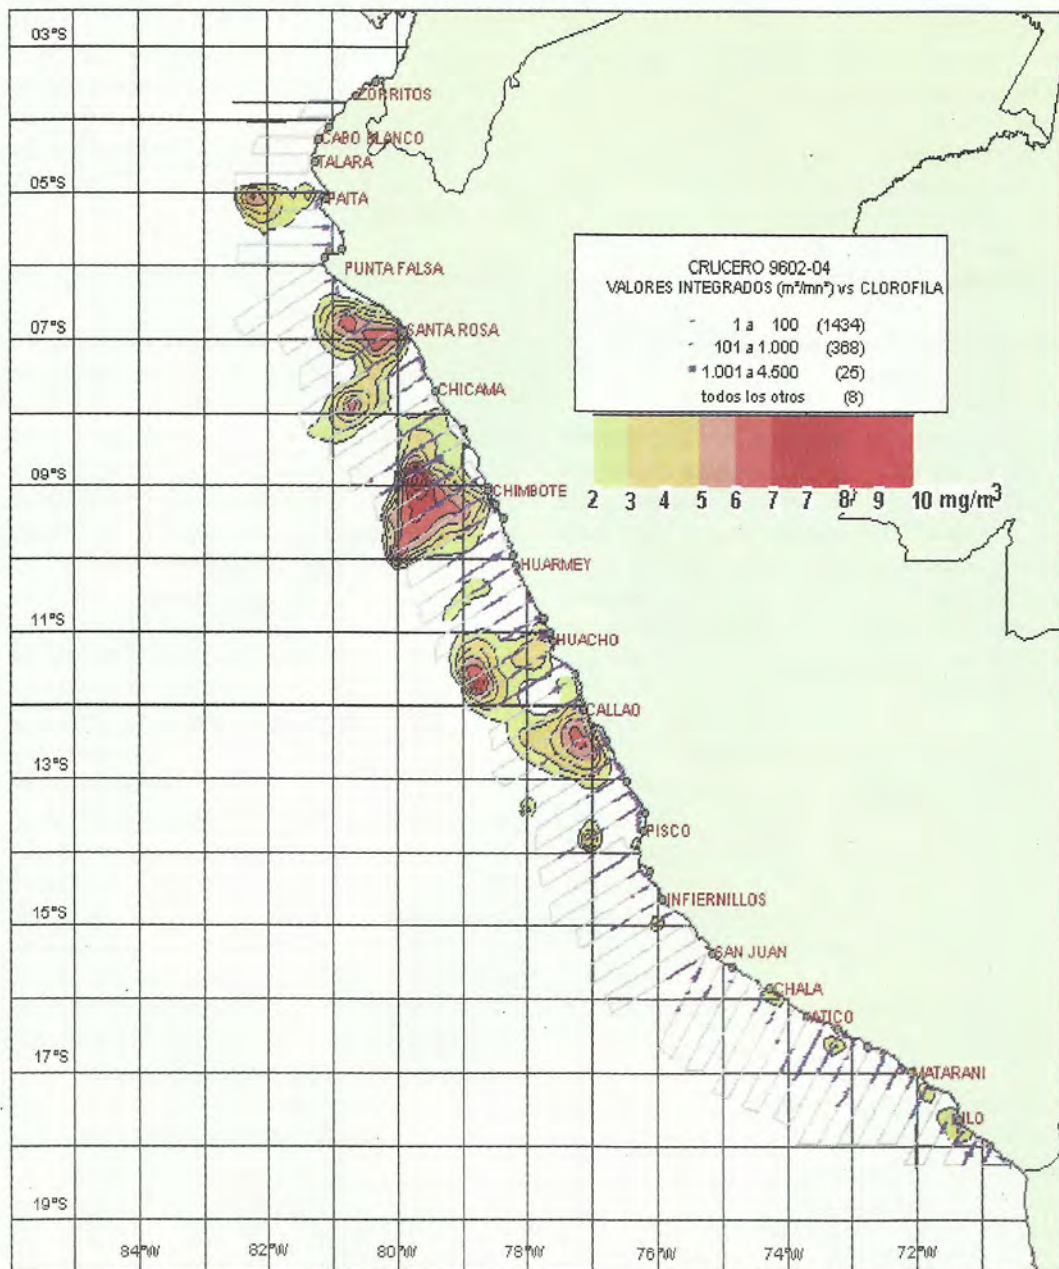 03°S
ZORRITOS
CABO BLANCO
TALARA
05°S
PAITA
PUNTA FALSA
CRUCERO 9602-04
VALORES INTEGRADOS (m²/mn²) vs CLOROFILA
1 a 100 (1434)
101 a 1.000 (368)
1.001 a 4.500 (25)
todos los otros (8)
07°S
SANTA ROSA
CHICAMA
09°S
CHIMBOTE
2 3 4 5 6 7 8 9 10 mg/m³
HUARMEY
11°S
HUACHO
CALLAO
13°S
PISCO
INFIERNILLOS
15°S
SAN JUAN
CHALA
ATICO
17°S
MATARANI
ILO
19°S
84°W 82°W 80°W 78°W 76°W 74°W 72°W